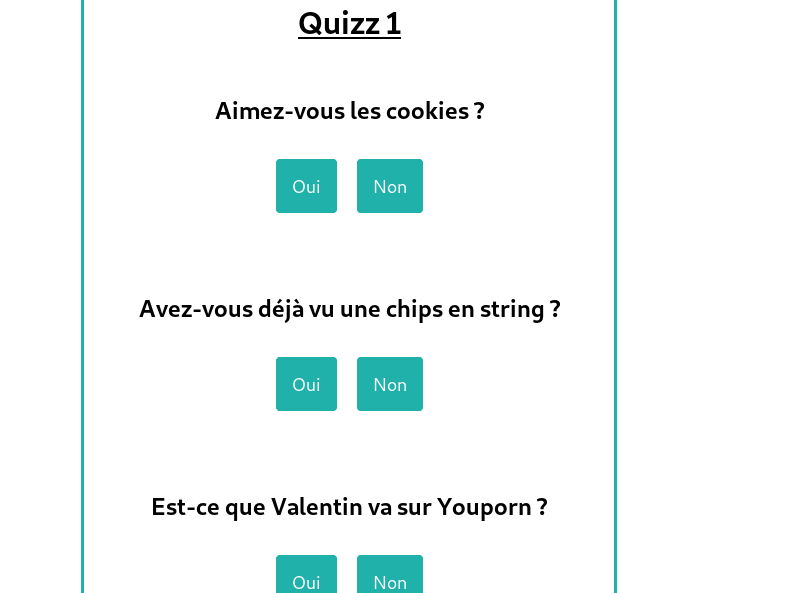 Quizz 1
Aimez-vous les cookies ?
Oui Non
Avez-vous déjà vu une chips en string ?
Oui Non
Est-ce que Valentin va sur Youporn ?
Oui Non